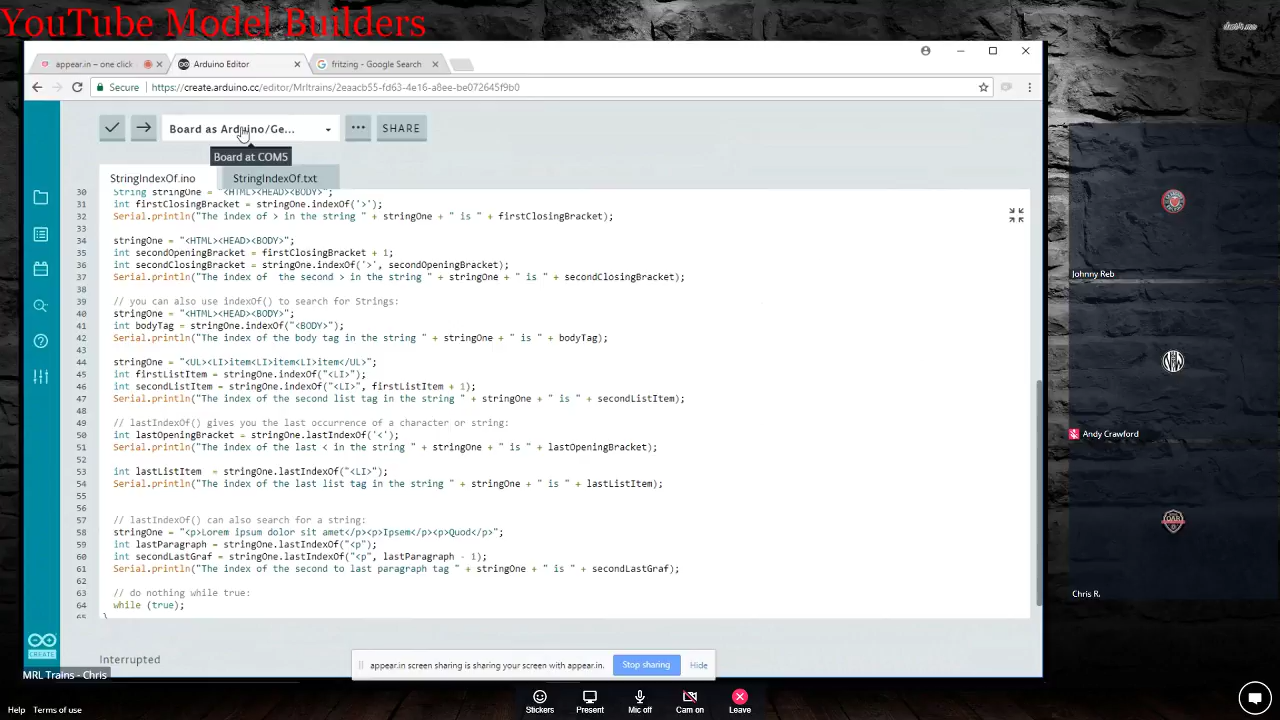 YouTube Model Builders
appear.in – one click
Arduino Editor
fritzing - Google Search
Secure
https://create.arduino.cc/editor/Mrltrains/2eaacb55-fd63-4e16-a8ee-be072645f9b0
Board as Arduino/Ge...
SHARE
Board at COM5
StringIndexOf.ino
StringIndexOf.txt
30 String stringOne = "<HTML><HEAD><BODY>";
31 int firstClosingBracket = stringOne.indexOf('>');
32 Serial.println("The index of > in the string " + stringOne + " is " + firstClosingBracket);
33
34 stringOne = "<HTML><HEAD><BODY>";
35 int secondOpeningBracket = firstClosingBracket + 1;
36 int secondClosingBracket = stringOne.indexOf('>', secondOpeningBracket);
37 Serial.println("The index of  the second > in the string " + stringOne + " is " + secondClosingBracket);
38
39 // you can also use indexOf() to search for Strings:
40 stringOne = "<HTML><HEAD><BODY>";
41 int bodyTag = stringOne.indexOf("<BODY>");
42 Serial.println("The index of the body tag in the string " + stringOne + " is " + bodyTag);
43
44 stringOne = "<UL><LI>item<LI>item<LI>item</UL>";
45 int firstListItem = stringOne.indexOf("<LI>");
46 int secondListItem = stringOne.indexOf("<LI>", firstListItem + 1);
47 Serial.println("The index of the second list tag in the string " + stringOne + " is " + secondListItem);
48
49 // lastIndexOf() gives you the last occurrence of a character or string:
50 int lastOpeningBracket = stringOne.lastIndexOf('<');
51 Serial.println("The index of the last < in the string  " + stringOne + " is " + lastOpeningBracket);
52
53 int lastListItem  = stringOne.lastIndexOf("<LI>");
54 Serial.println("The index of the last list tag in the string " + stringOne + " is " + lastListItem);
55
56
57 // lastIndexOf() can also search for a string:
58 stringOne = "<p>Lorem ipsum dolor sit amet</p><p>Ipsem</p><p>Quod</p>";
59 int lastParagraph = stringOne.lastIndexOf("<p");
60 int secondLastGraf = stringOne.lastIndexOf("<p", lastParagraph - 1);
61 Serial.println("The index of the second to last paragraph tag " + stringOne + " is " + secondLastGraf);
62
63 // do nothing while true:
64 while (true);
65 }
Interrupted
CREATE
MRL Trains - Chris
appear.in screen sharing is sharing your screen with appear.in.
Stop sharing
Hide
Johnny Reb
Andy Crawford
Chris R.
Help
Terms of use
Stickers
Present
Mic off
Cam on
Leave